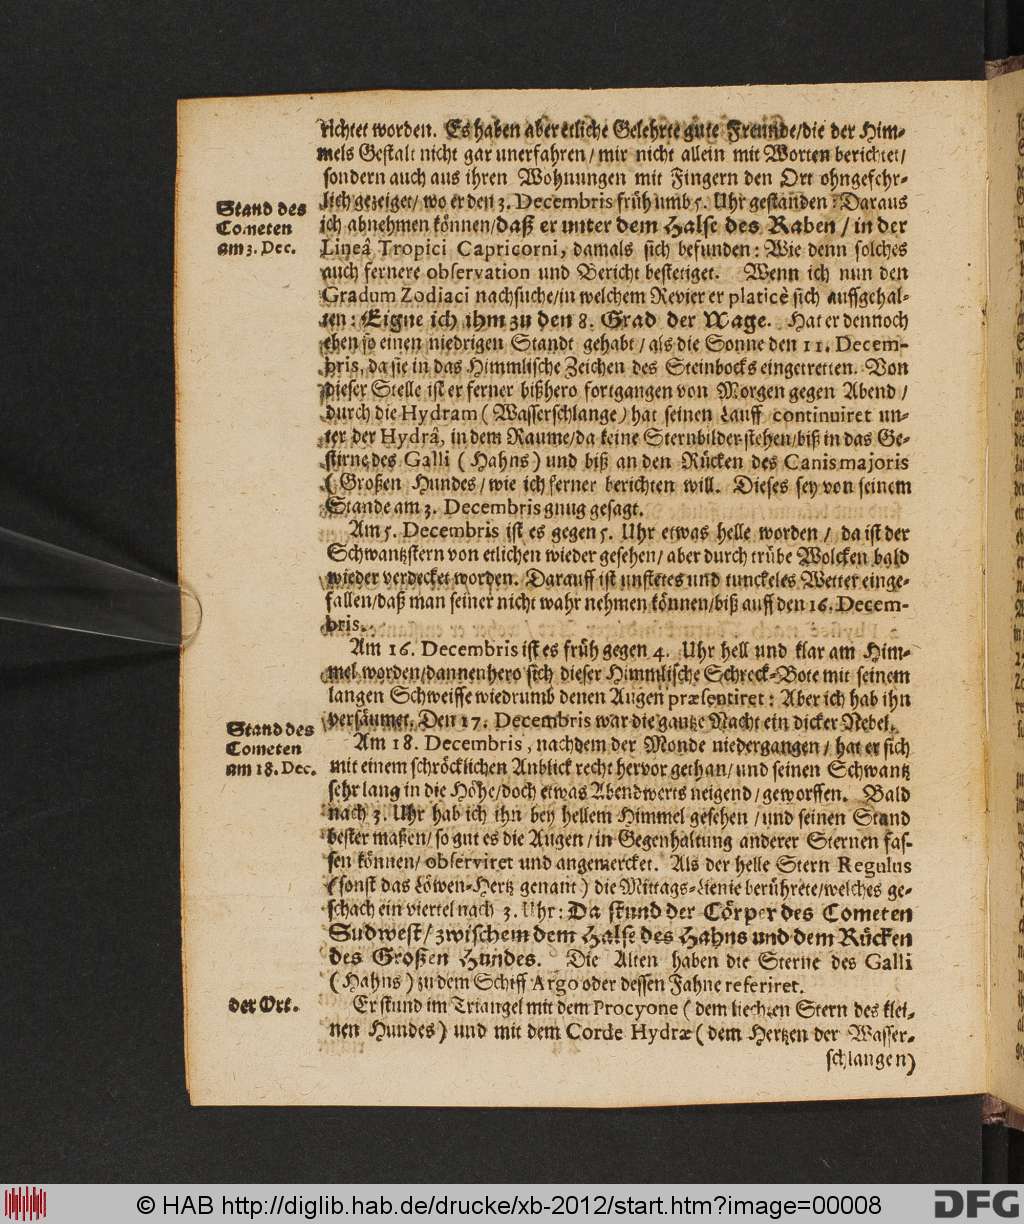 richtet worden. Es haben aber etliche Gelehrte gute Freunde/die der Him-
mels Gestalt nicht gar unerfahren/ mir nicht allein mit Worten berichtet/
sondern auch aus ihren Wohnungen mit Fingern den Ort ohngefehr-
lich gezeiget/ wo er den 3. Decembris früh umb 5. Uhr gestanden: Daraus
Stand des
Cometen
am 3. Dec.
ich abnehmen können/daß er unter dem Halse des Raben/ in der
Lineâ Tropici Capricorni, damals sich befunden: Wie denn solches
auch fernere observation und Bericht bestetiget. Wenn ich nun den
Gradum Zodiaci nachsuche/in welchem Revier er platicè sich auffgehal-
ten: Eigne ich ihm zu den 8. Grad der Wage. Hat er dennoch
eben so einen niedrigen Standt gehabt/ als die Sonne den 11. Decem-
bris, da sie in das Himmlische Zeichen des Steinbocks eingetretten. Von
dieser Stelle ist er ferner bißhero fortgangen von Morgen gegen Abend/
durch die Hydram (Wasserschlange) hat seinen Lauff continuiret un-
ter der Hydrâ, in dem Raume/da keine Sternbilder stehen/biß in das Ge-
stirne des Galli (Hahns) und biß an den Rücken des Canis majoris
(Großen Hundes/ wie ich ferner berichten will. Dieses sey von seinem
Stande am 3. Decembris gnug gesagt.
Am 5. Decembris ist es gegen 5. Uhr etwas helle worden/ da ist der
Schwantzstern von etlichen wieder gesehen/ aber durch trübe Wolcken bald
wieder verdecket worden. Darauff ist unstetes und tunckeles Wetter einge-
fallen/daß man seiner nicht wahr nehmen können/biß auff den 16. Decem-
bris.
Am 16. Decembris ist es früh gegen 4. Uhr hell und klar am Him-
mel worden/dannenhero sich dieser Himmlische Schreck-Bote mit seinem
langen Schweiffe wiedrumb denen Augen præsentiret: Aber ich hab ihn
versäumet. Den 17. Decembris war die gantze Nacht ein dicker Nebel.
Stand des
Cometen
am 18. Dec.
Am 18. Decembris, nachdem der Monde niedergangen/ hat er sich
mit einem schröcklichen Anblick recht hervor gethan/ und seinen Schwantz
sehr lang in die Höhe/doch etwas Abendwerts neigend/geworffen. Bald
nach 3. Uhr hab ich ihn bey hellem Himmel gesehen/ und seinen Stand
bester maßen/ so gut es die Augen/ in Gegenhaltung anderer Sternen fas-
sen können/ observiret und angemercket. Als der helle Stern Regulus
(sonst das Löwen-Hertz genant) die Mittags-Lienie berührete/welches ge-
schach ein viertel nach 3. Uhr: Da stund der Cörper des Cometen
Sudwest/ zwischem dem Halse des Hahns und dem Rücken
des Großen Hundes. Die Alten haben die Sterne des Galli
(Hahns) zu dem Schiff Argo oder dessen Fahne referiret.
der Ort.
Er stund im Triangel mit dem Procyone (dem liechten Stern des klei-
nen Hundes) und mit dem Corde Hydræ (dem Hertzen der Wasser-
schlangen)
© HAB http://diglib.hab.de/drucke/xb-2012/start.htm?image=00008
DFG